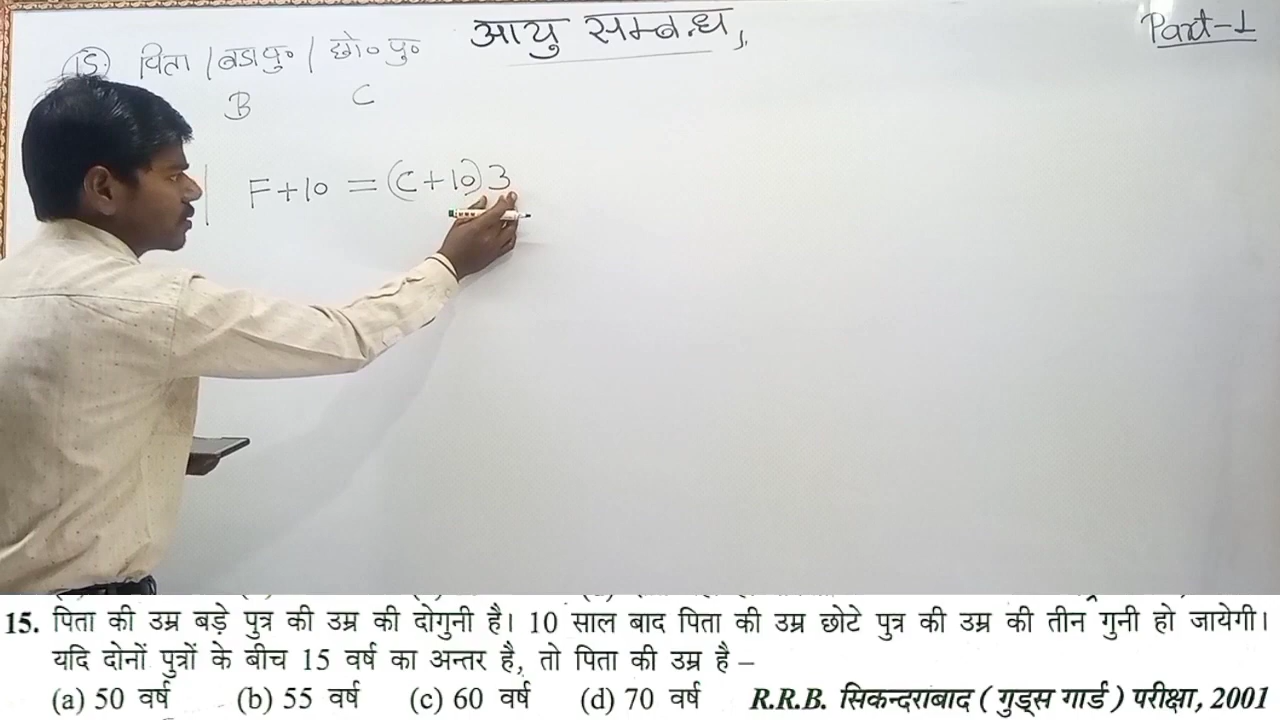 आयु सम्बन्ध,
Part-1
15. पिता / बडा पु० / छो० पु०
B C
F+10 = (C+10)3
15. पिता की उम्र बड़े पुत्र की उम्र की दोगुनी है। 10 साल बाद पिता की उम्र छोटे पुत्र की उम्र की तीन गुनी हो जायेगी।
यदि दोनों पुत्रों के बीच 15 वर्ष का अन्तर है, तो पिता की उम्र है –
(a) 50 वर्ष (b) 55 वर्ष (c) 60 वर्ष (d) 70 वर्ष R.R.B. सिकन्दराबाद ( गुड्स गार्ड ) परीक्षा, 2001